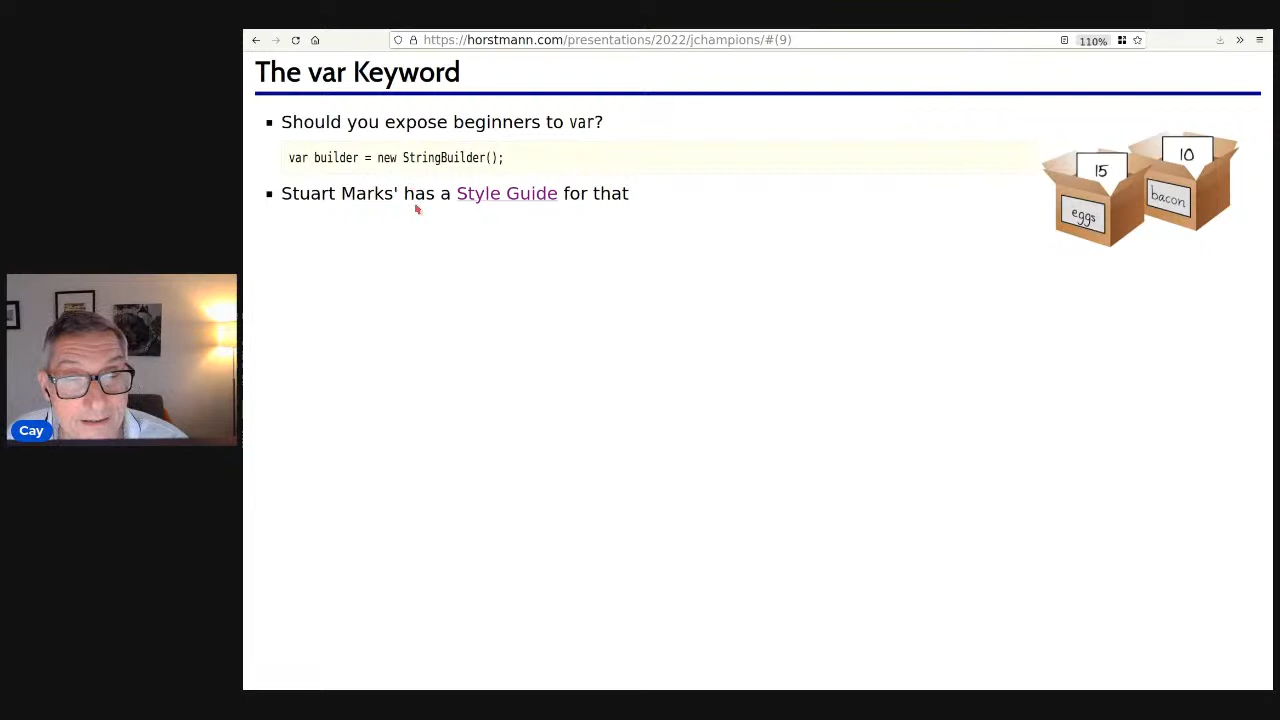 https://horstmann.com/presentations/2022/jchampions/#(9)
110%
The var Keyword
Should you expose beginners to var?
var builder = new StringBuilder();
Stuart Marks' has a Style Guide for that
15
10
eggs
bacon
Cay